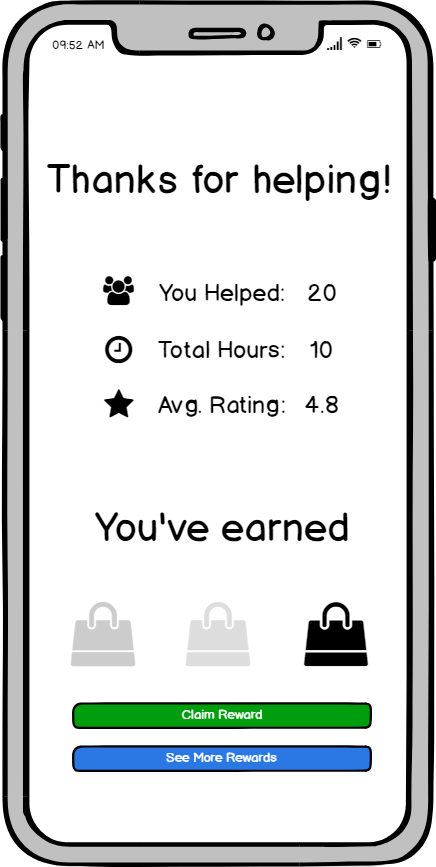 09:52 AM
Thanks for helping!
You Helped: 20
Total Hours: 10
Avg. Rating: 4.8
You've earned
Claim Reward
See More Rewards